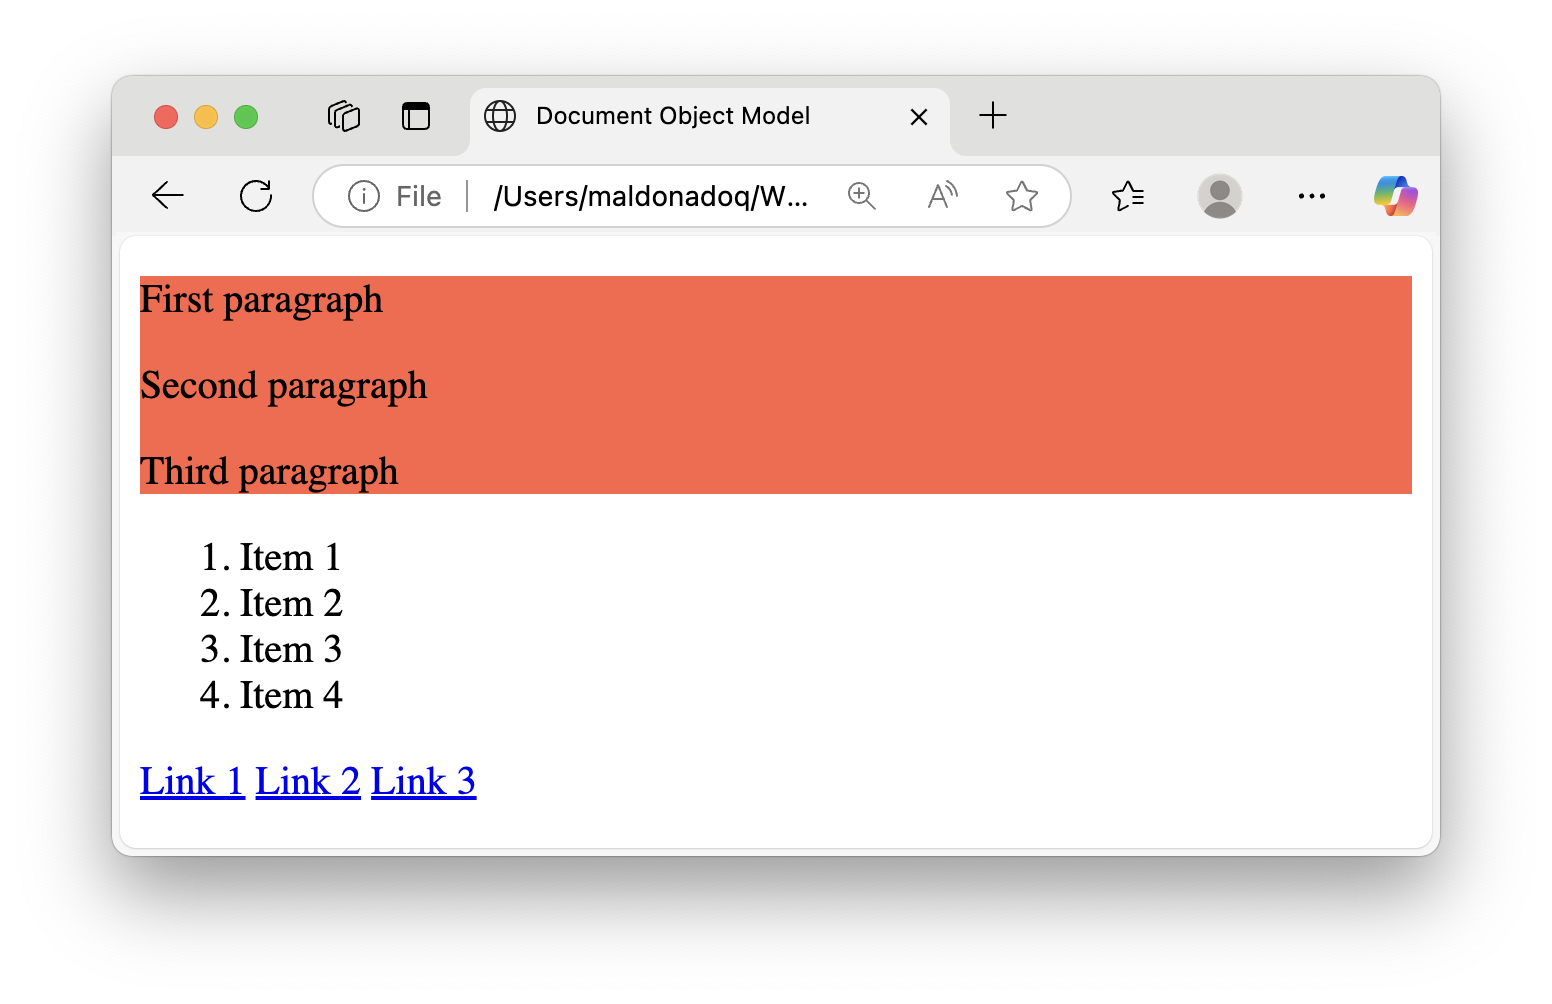 Document Object Model
File /Users/maldonadoq/W...
First paragraph
Second paragraph
Third paragraph
1. Item 1
2. Item 2
3. Item 3
4. Item 4
Link 1 Link 2 Link 3